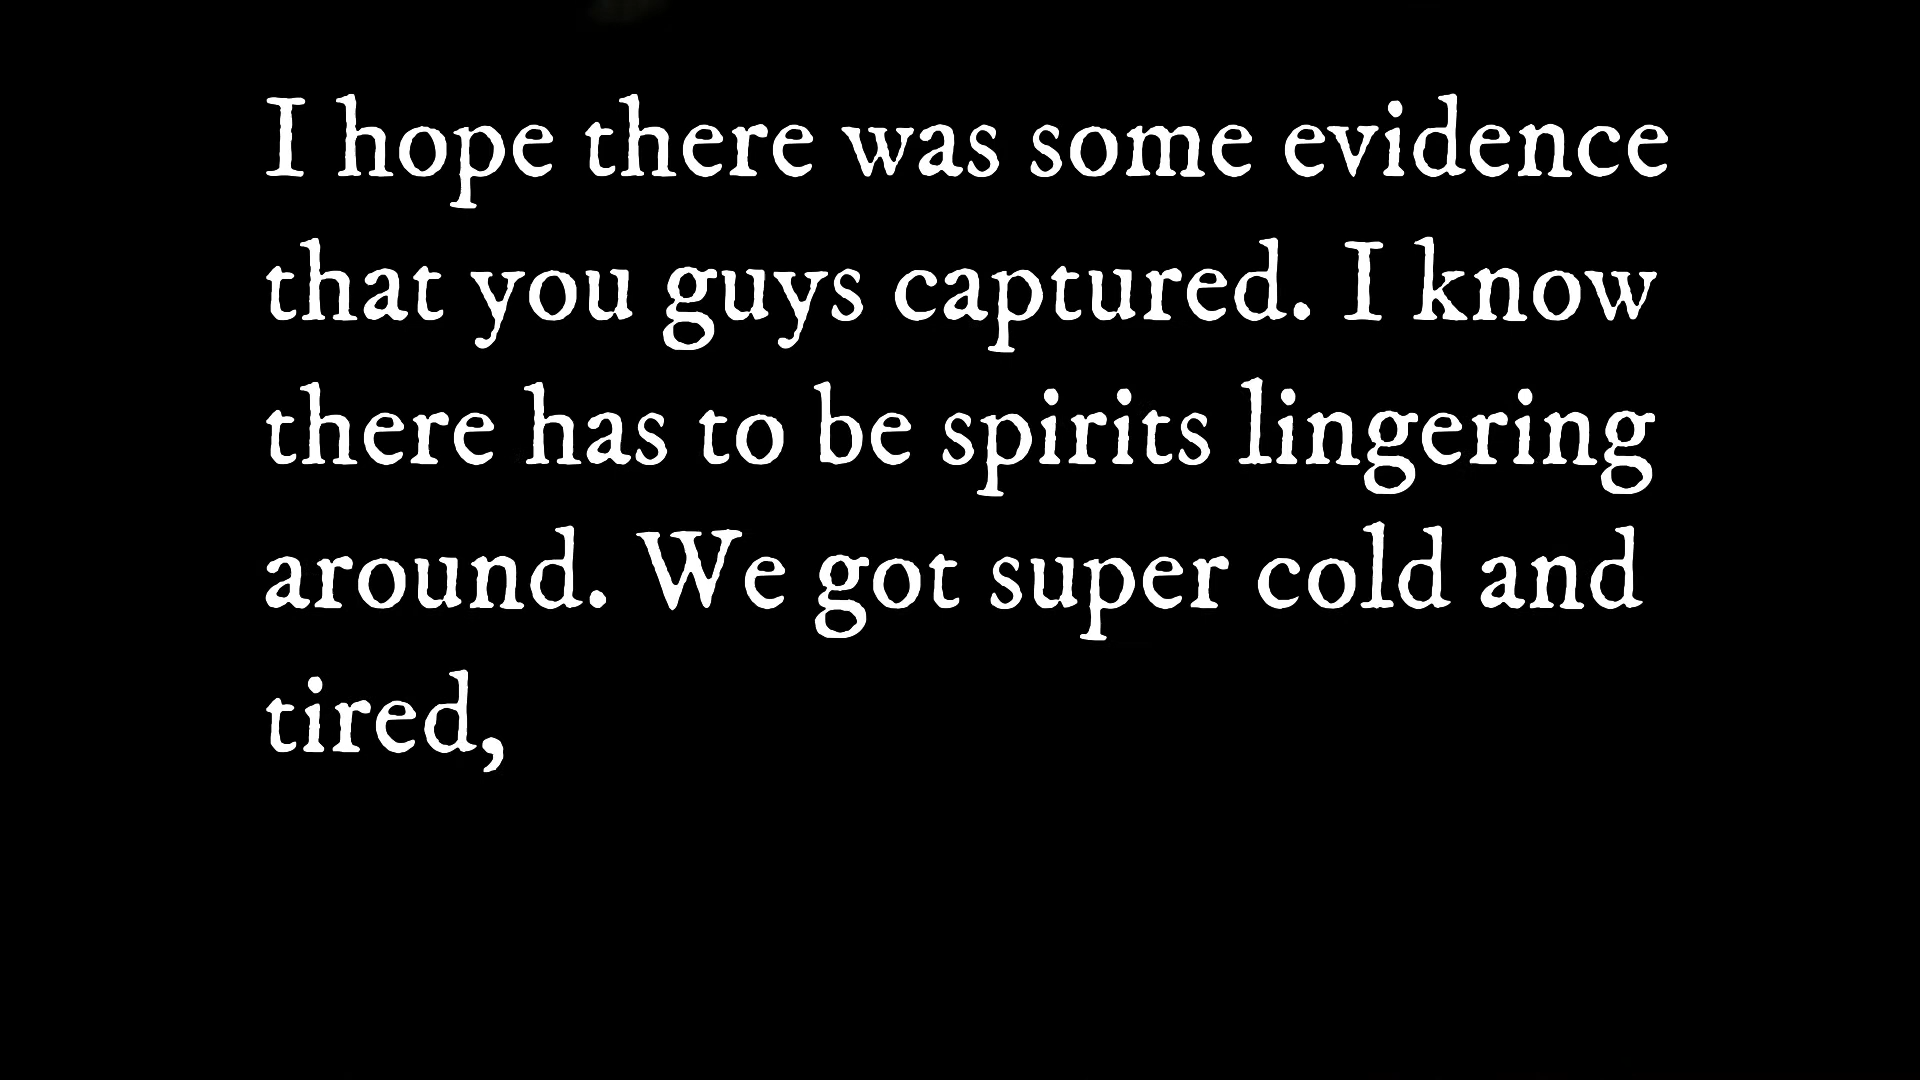 I hope there was some evidence
that you guys captured. I know
there has to be spirits lingering
around. We got super cold and
tired,